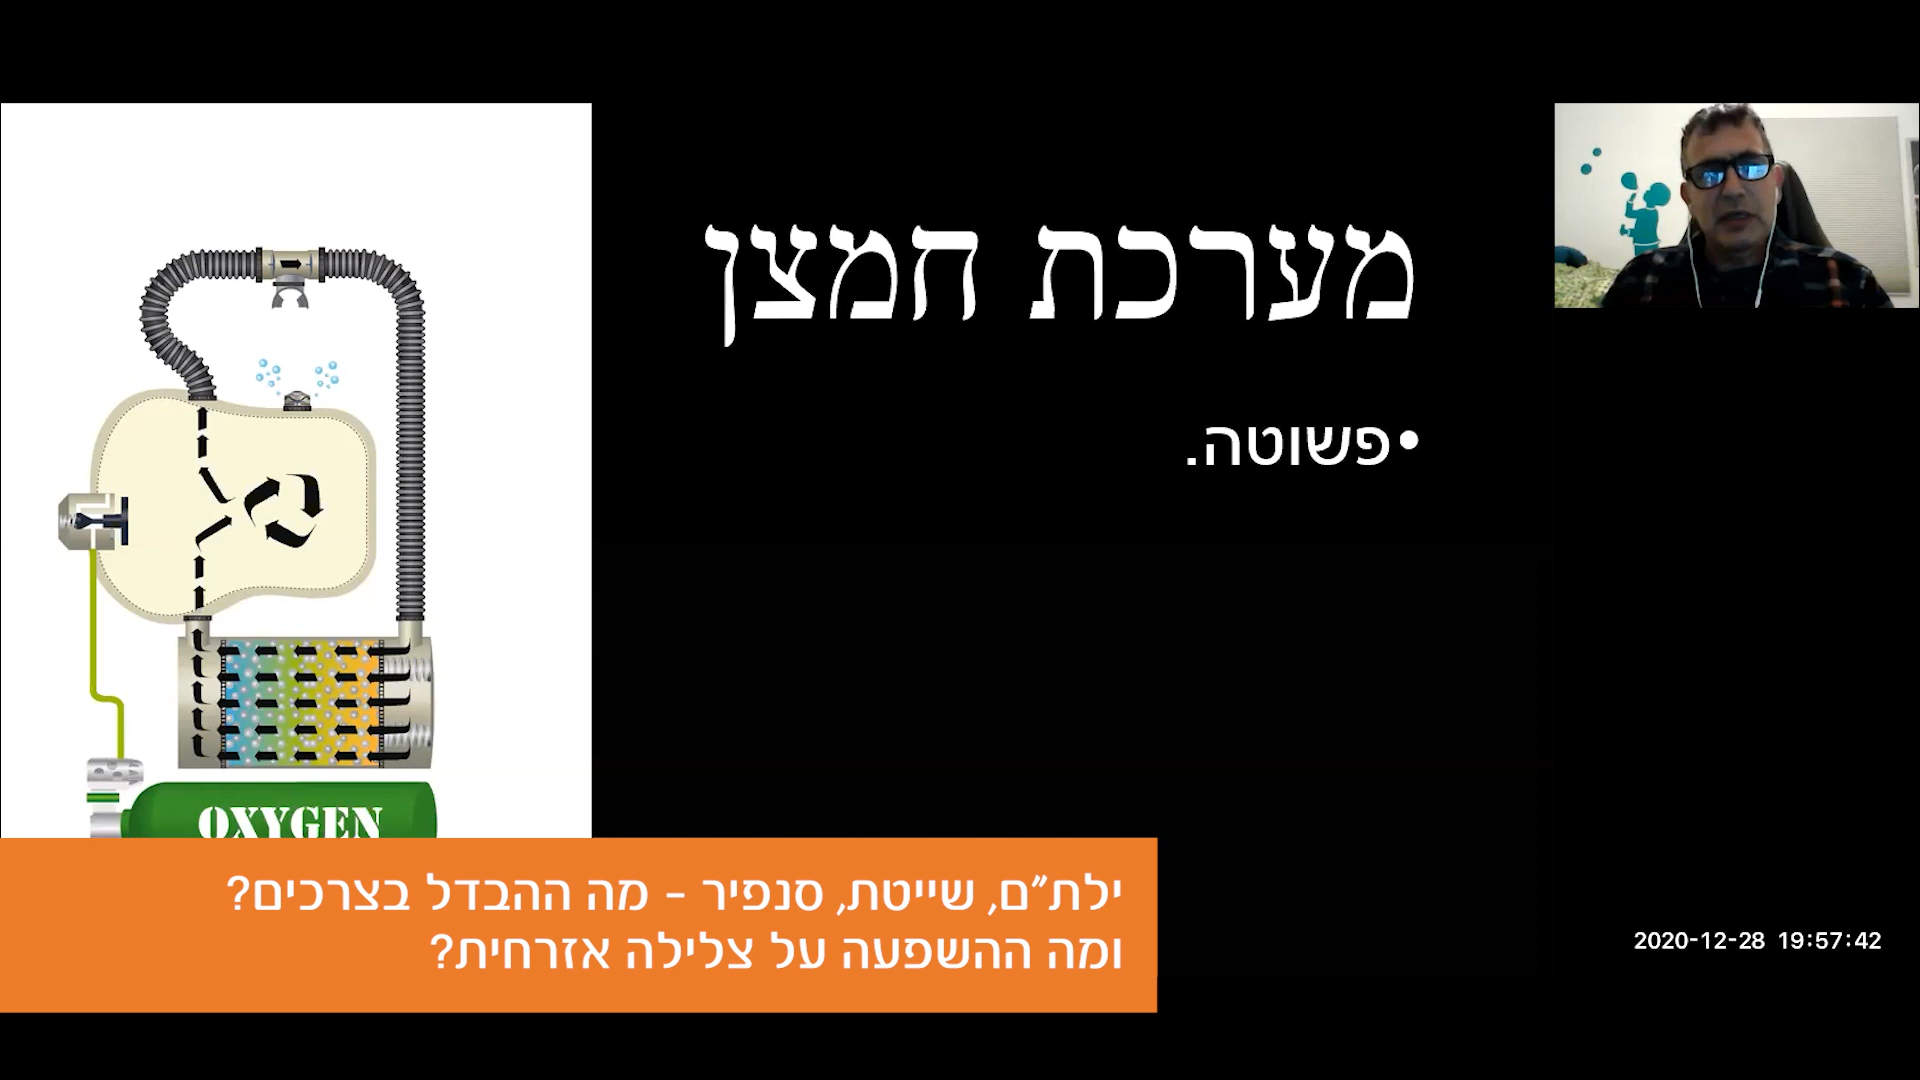 מערכת חמצן
•פשוטה.
OXYGEN
ילת״ם, שייטת, סנפיר - מה ההבדל בצרכים?
ומה ההשפעה על צלילה אזרחית?
2020-12-28 19:57:42